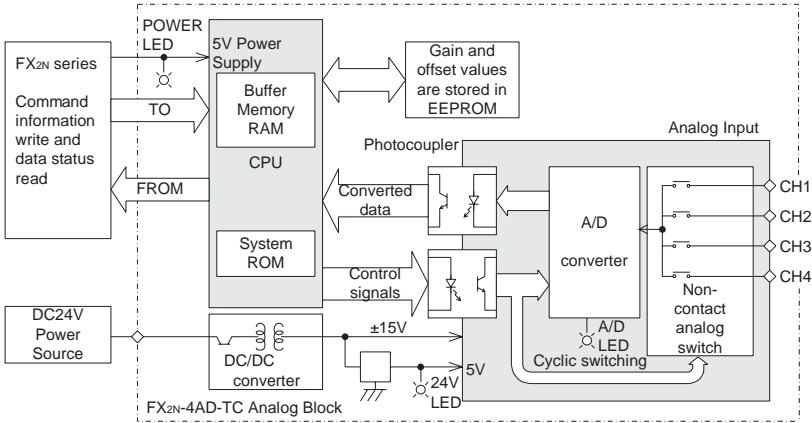 POWER
LED
FX2N series
Command
information
write and
data status
read
TO
FROM
5V Power
Supply
Buffer
Memory
RAM
CPU
System
ROM
Gain and
offset values
are stored in
EEPROM
Photocoupler
Analog Input
Converted
data
Control
signals
A/D
converter
CH1
CH2
CH3
CH4
Non-
contact
analog
switch
A/D
LED
Cyclic switching
DC24V
Power
Source
DC/DC
converter
±15V
5V
24V
LED
FX2N-4AD-TC Analog Block